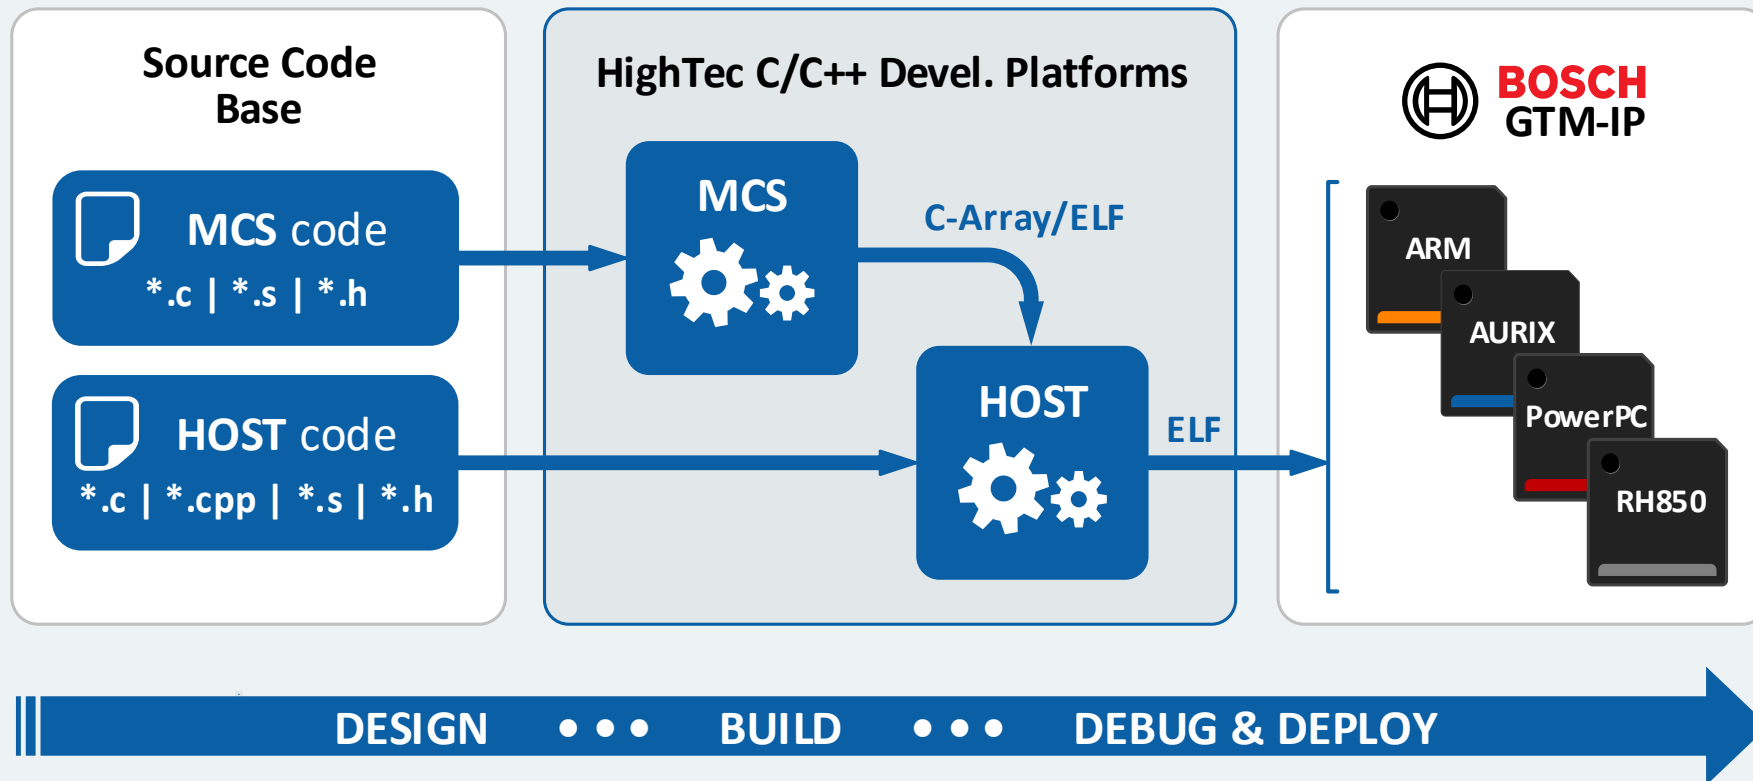 Source Code
Base
MCS code
*.c | *.s | *.h
HOST code
*.c | *.cpp | *.s | *.h
HighTec C/C++ Devel. Platforms
MCS
C-Array/ELF
HOST
ELF
BOSCH
GTM-IP
ARM
AURIX
PowerPC
RH850
DESIGN ••• BUILD ••• DEBUG & DEPLOY